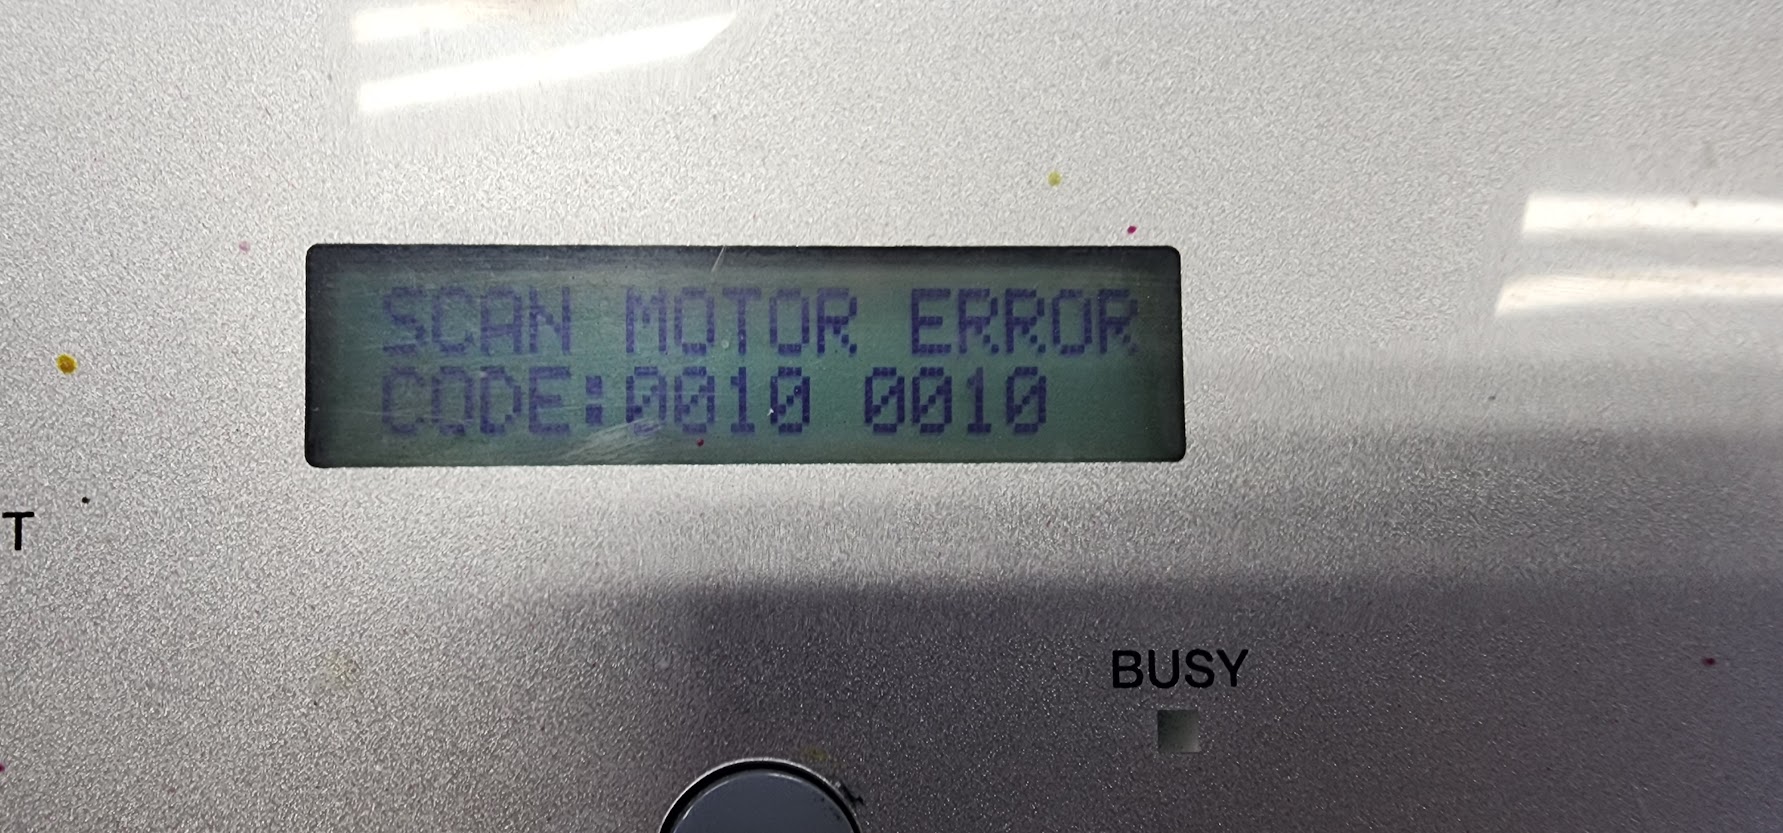 SCAN MOTOR ERROR
CODE:0010 0010
T
BUSY